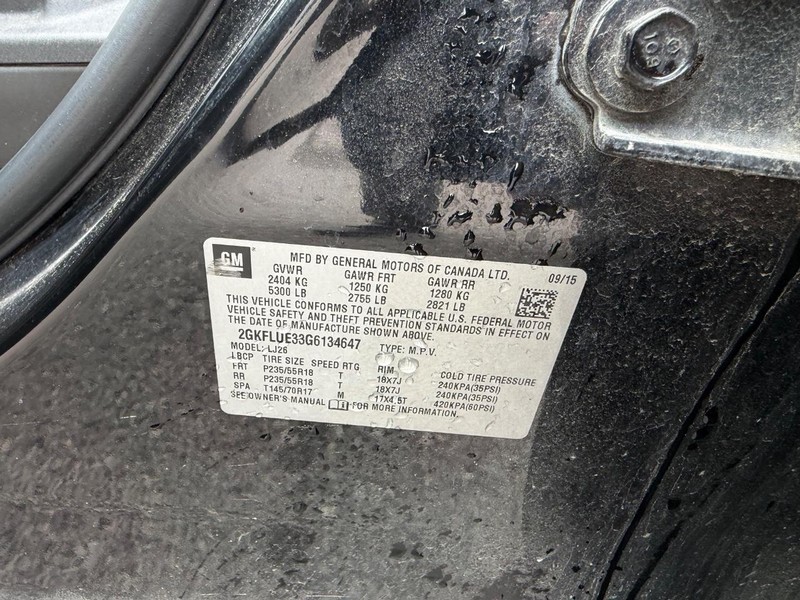 GM
MFD BY GENERAL MOTORS OF CANADA LTD. 09/15
GVWR GAWR FRT GAWR RR
2404 KG 1250 KG 1280 KG
5300 LB 2755 LB 2821 LB
THIS VEHICLE CONFORMS TO ALL APPLICABLE U.S. FEDERAL MOTOR
VEHICLE SAFETY AND THEFT PREVENTION STANDARDS IN EFFECT ON
THE DATE OF MANUFACTURE SHOWN ABOVE.
2GKFLUE33G6134647 TYPE: M.P.V.
MODEL: LJ26
LBCP TIRE SIZE SPEED RTG RIM COLD TIRE PRESSURE
FRT P235/55R18 T 18X7J 240KPA(35PSI)
RR P235/55R18 T 18X7J 240KPA(35PSI)
SPA T145/70R17 M 17X4.5T 420KPA(60PSI)
SEE OWNER'S MANUAL FOR MORE INFORMATION.